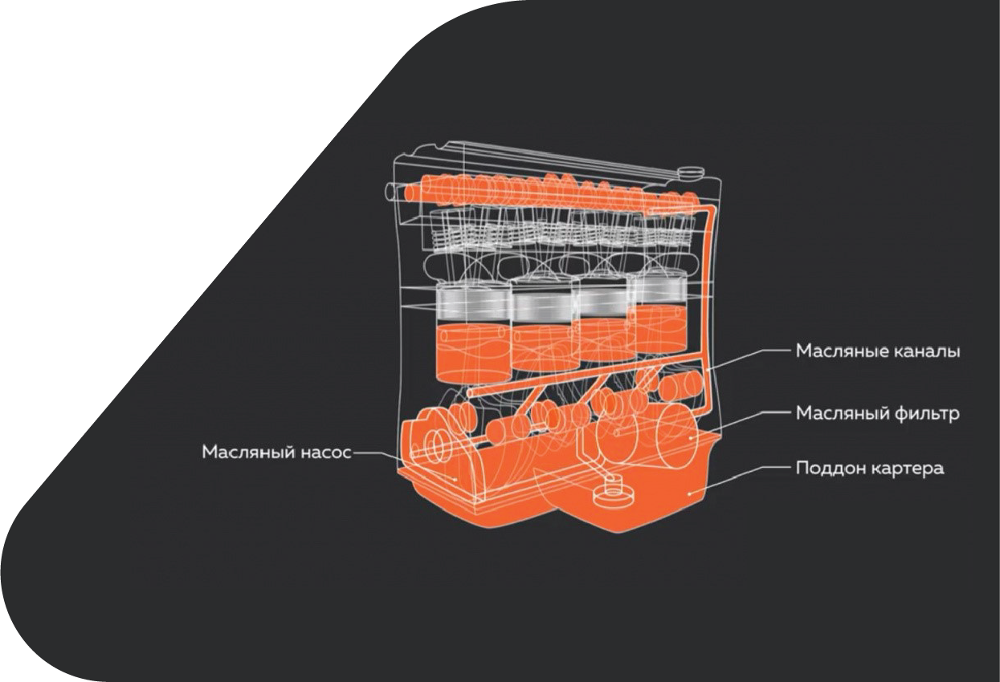 Масляные каналы
Масляный фильтр
Масляный насос
Поддон картера